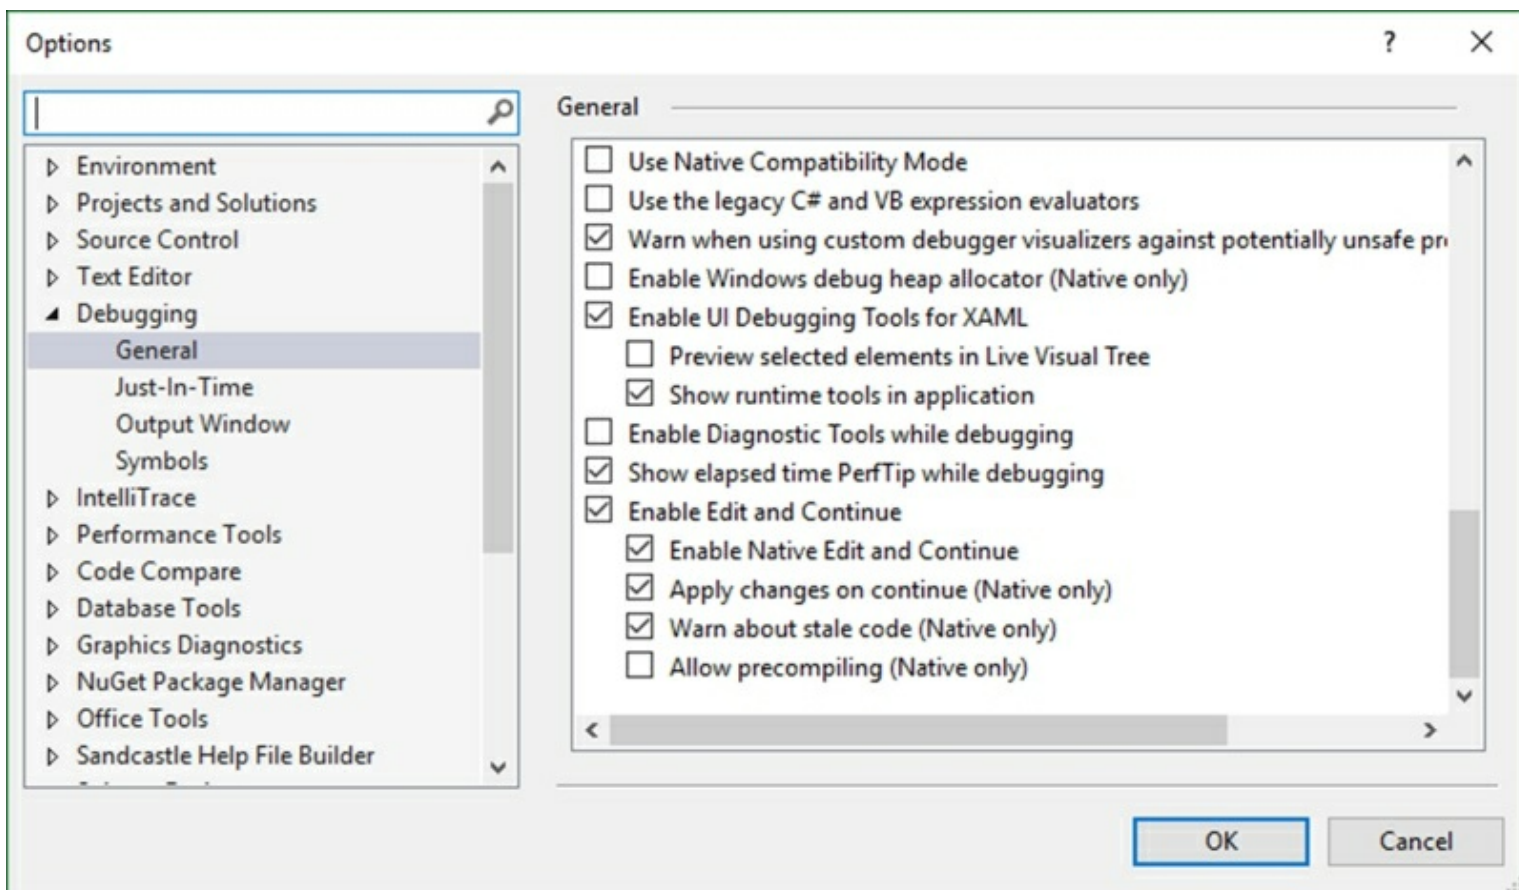 Options
?
General
Environment
Projects and Solutions
Source Control
Text Editor
Debugging
General
Just-In-Time
Output Window
Symbols
IntelliTrace
Performance Tools
Code Compare
Database Tools
Graphics Diagnostics
NuGet Package Manager
Office Tools
Sandcastle Help File Builder
Use Native Compatibility Mode
Use the legacy C# and VB expression evaluators
Warn when using custom debugger visualizers against potentially unsafe pr
Enable Windows debug heap allocator (Native only)
Enable UI Debugging Tools for XAML
Preview selected elements in Live Visual Tree
Show runtime tools in application
Enable Diagnostic Tools while debugging
Show elapsed time PerfTip while debugging
Enable Edit and Continue
Enable Native Edit and Continue
Apply changes on continue (Native only)
Warn about stale code (Native only)
Allow precompiling (Native only)
OK
Cancel